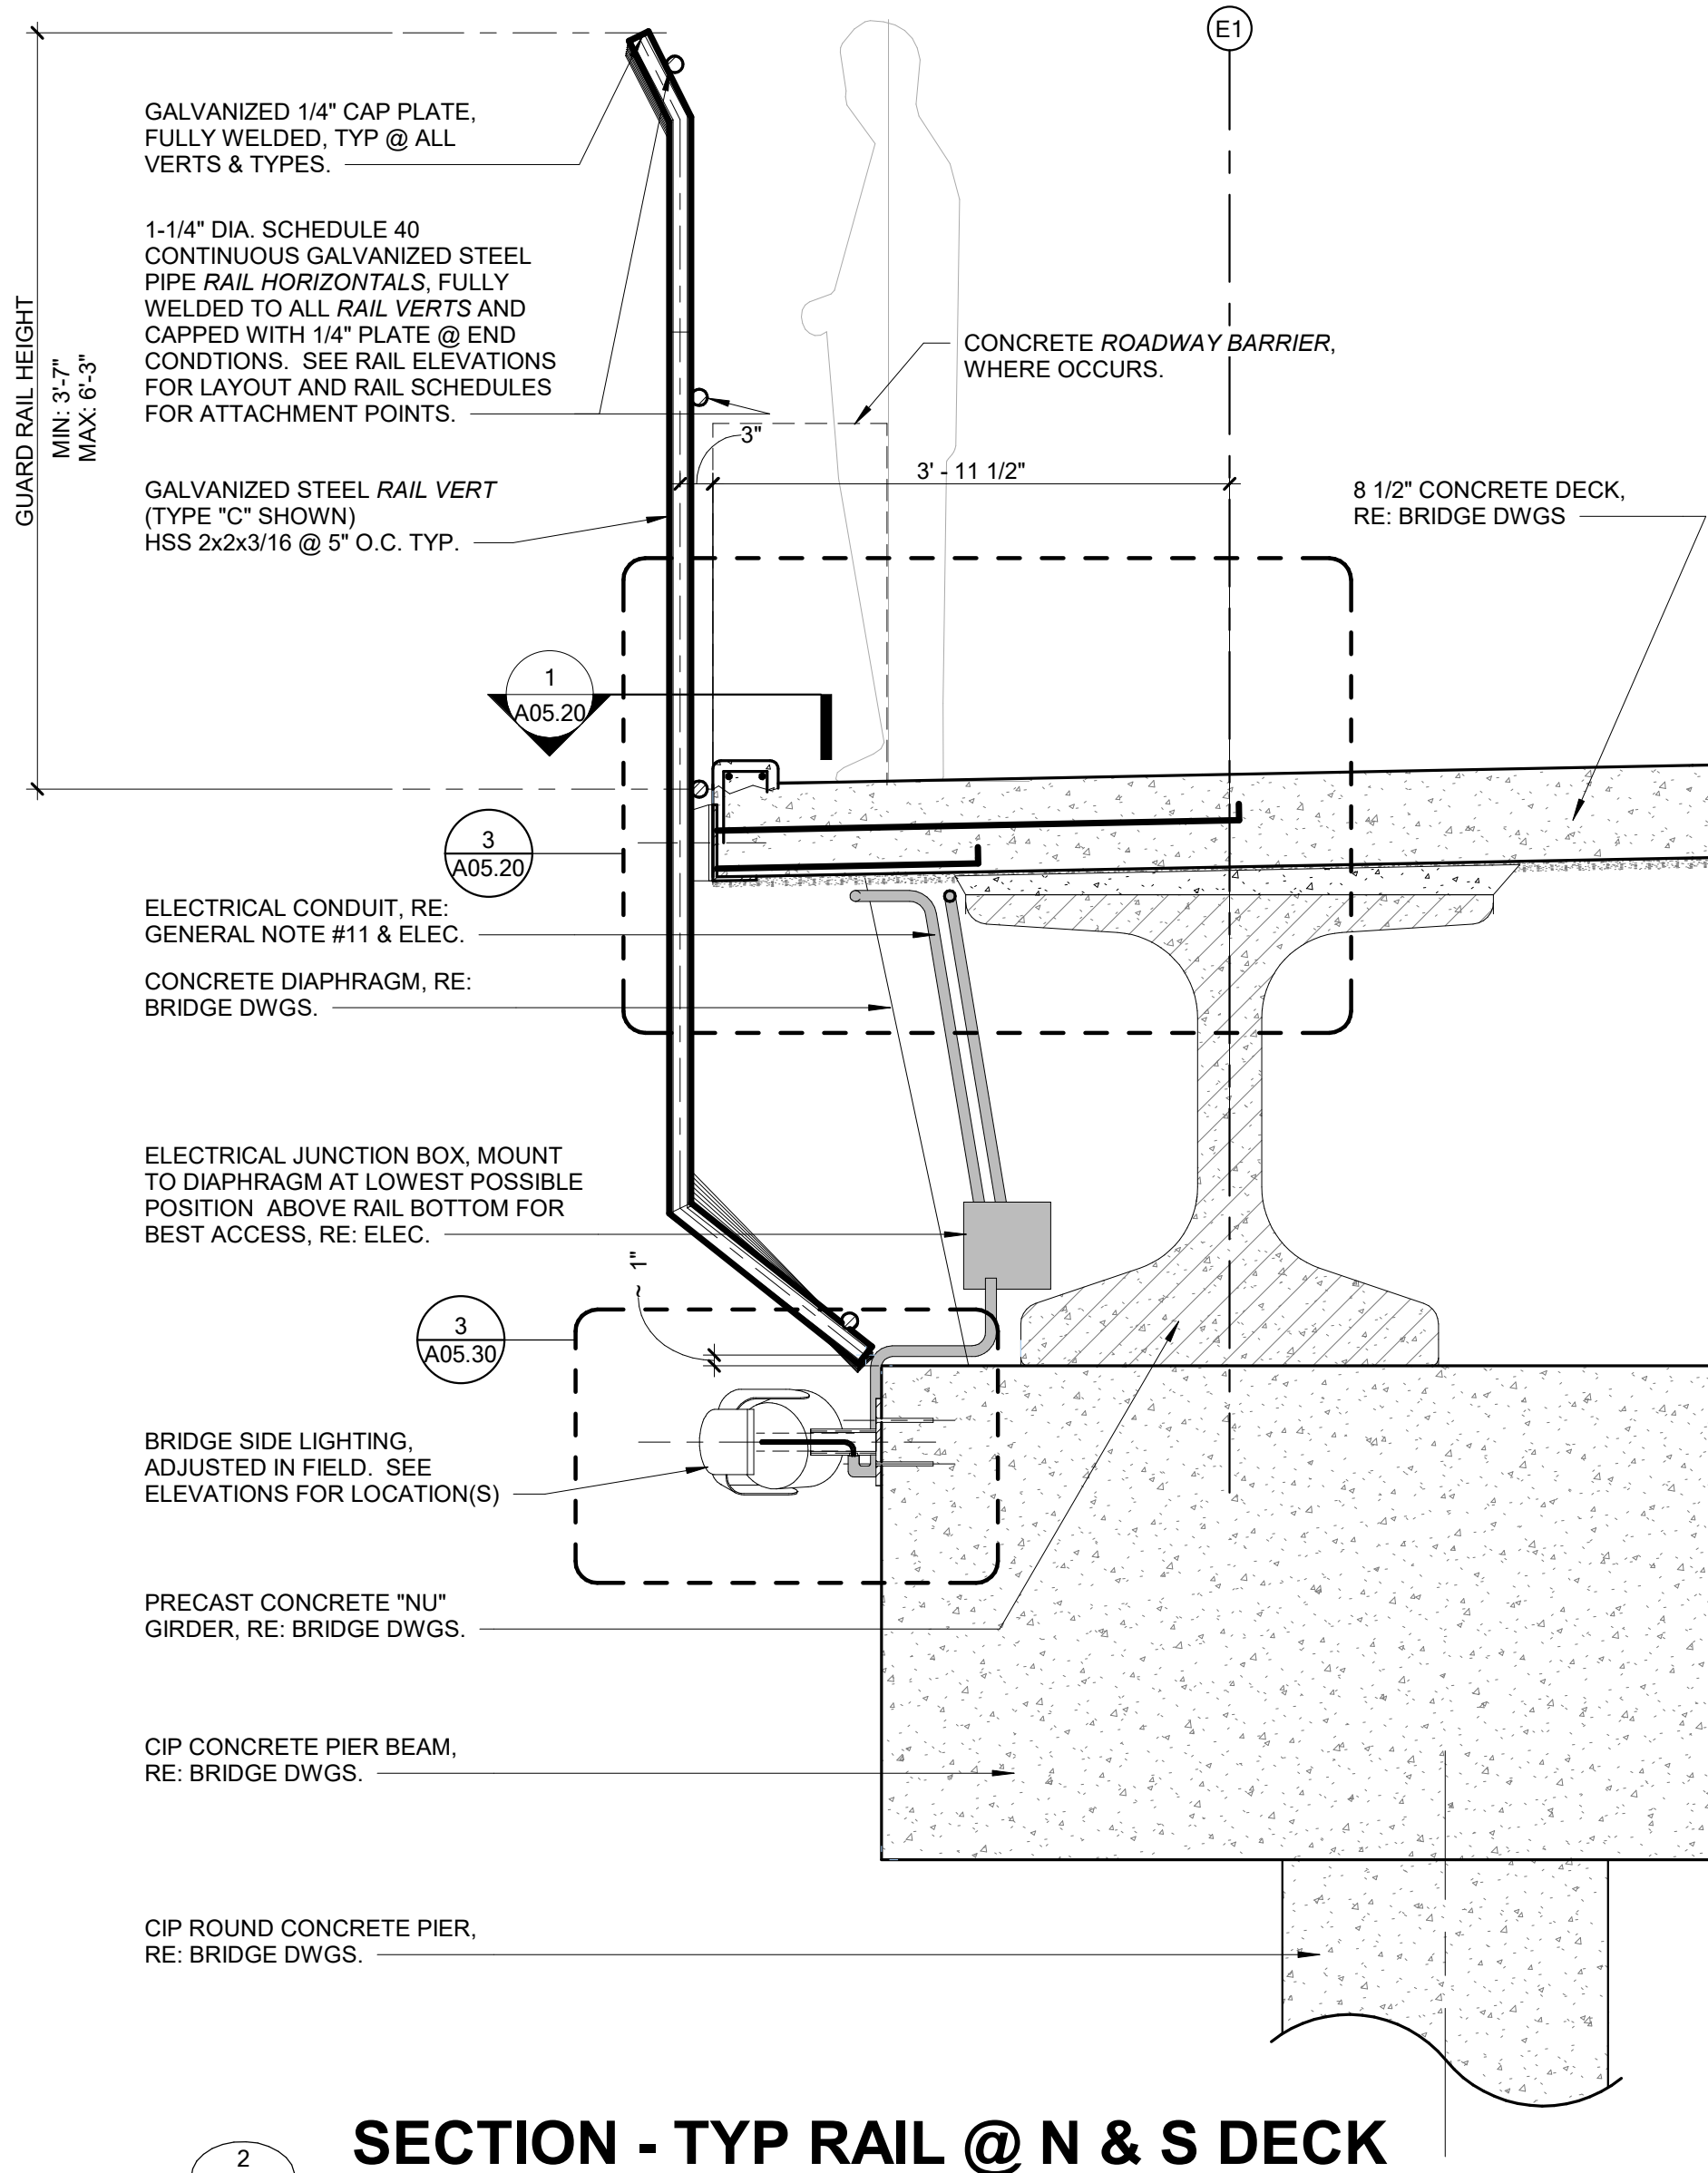 E1
GALVANIZED 1/4" CAP PLATE,
FULLY WELDED, TYP @ ALL
VERTS & TYPES.
1-1/4" DIA. SCHEDULE 40
CONTINUOUS GALVANIZED STEEL
PIPE RAIL HORIZONTALS, FULLY
WELDED TO ALL RAIL VERTS AND
CAPPED WITH 1/4" PLATE @ END
CONDTIONS. SEE RAIL ELEVATIONS
FOR LAYOUT AND RAIL SCHEDULES
FOR ATTACHMENT POINTS.
GUARD RAIL HEIGHT
MIN: 3'-7"
MAX: 6'-3"
CONCRETE ROADWAY BARRIER,
WHERE OCCURS.
3"
3' - 11 1/2"
GALVANIZED STEEL RAIL VERT
(TYPE "C" SHOWN)
HSS 2x2x3/16 @ 5" O.C. TYP.
8 1/2" CONCRETE DECK,
RE: BRIDGE DWGS
1
A05.20
3
A05.20
ELECTRICAL CONDUIT, RE:
GENERAL NOTE #11 & ELEC.
CONCRETE DIAPHRAGM, RE:
BRIDGE DWGS.
ELECTRICAL JUNCTION BOX, MOUNT
TO DIAPHRAGM AT LOWEST POSSIBLE
POSITION ABOVE RAIL BOTTOM FOR
BEST ACCESS, RE: ELEC.
~ 1"
3
A05.30
BRIDGE SIDE LIGHTING,
ADJUSTED IN FIELD. SEE
ELEVATIONS FOR LOCATION(S)
PRECAST CONCRETE "NU"
GIRDER, RE: BRIDGE DWGS.
CIP CONCRETE PIER BEAM,
RE: BRIDGE DWGS.
CIP ROUND CONCRETE PIER,
RE: BRIDGE DWGS.
2
SECTION - TYP RAIL @ N & S DECK